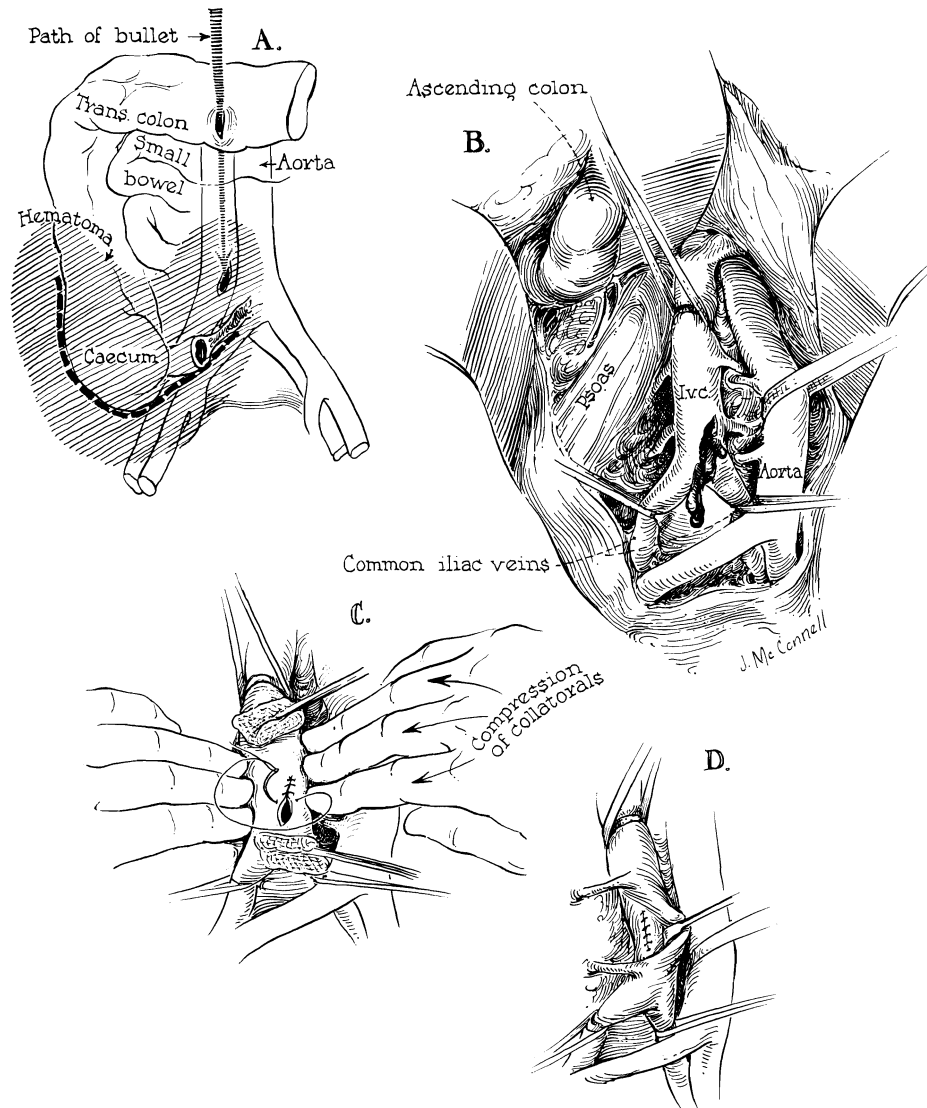 Path of bullet
A.
Trans. colon
Small
bowel
Aorta
Hematoma
Caecum
Ascending colon
B.
Psoas
I.v.c.
Aorta
Common iliac veins
J. McConnell
C.
Compression
of collatorals
D.